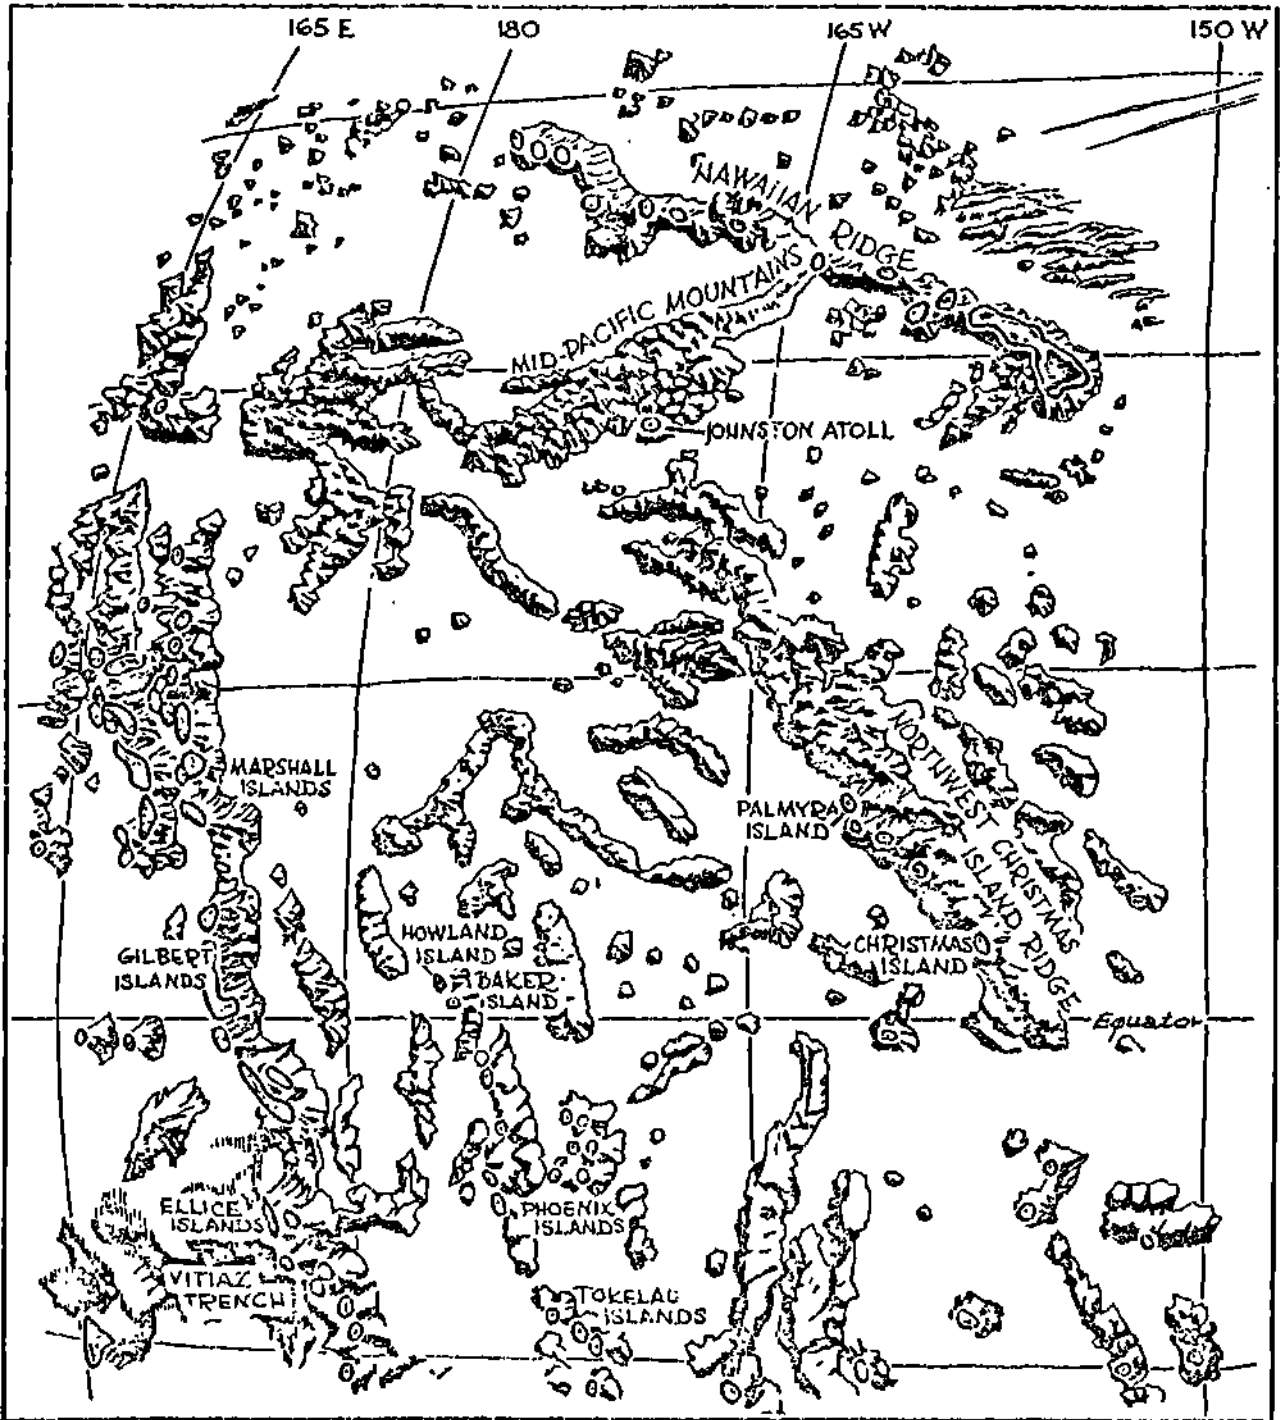 165 E
180
165 W
150 W
HAWAIIAN
RIDGE
MID-PACIFIC MOUNTAINS
JOHNSTON ATOLL
MARSHALL
ISLANDS
NORTHWEST CHRISTMAS
ISLAND RIDGE
PALMYRA
ISLAND
HOWLAND
ISLAND
BAKER
ISLAND
CHRISTMAS
ISLAND
GILBERT
ISLANDS
Equator
ELLICE
ISLANDS
PHOENIX
ISLANDS
VITIAZ
TRENCH
TOKELAU
ISLANDS